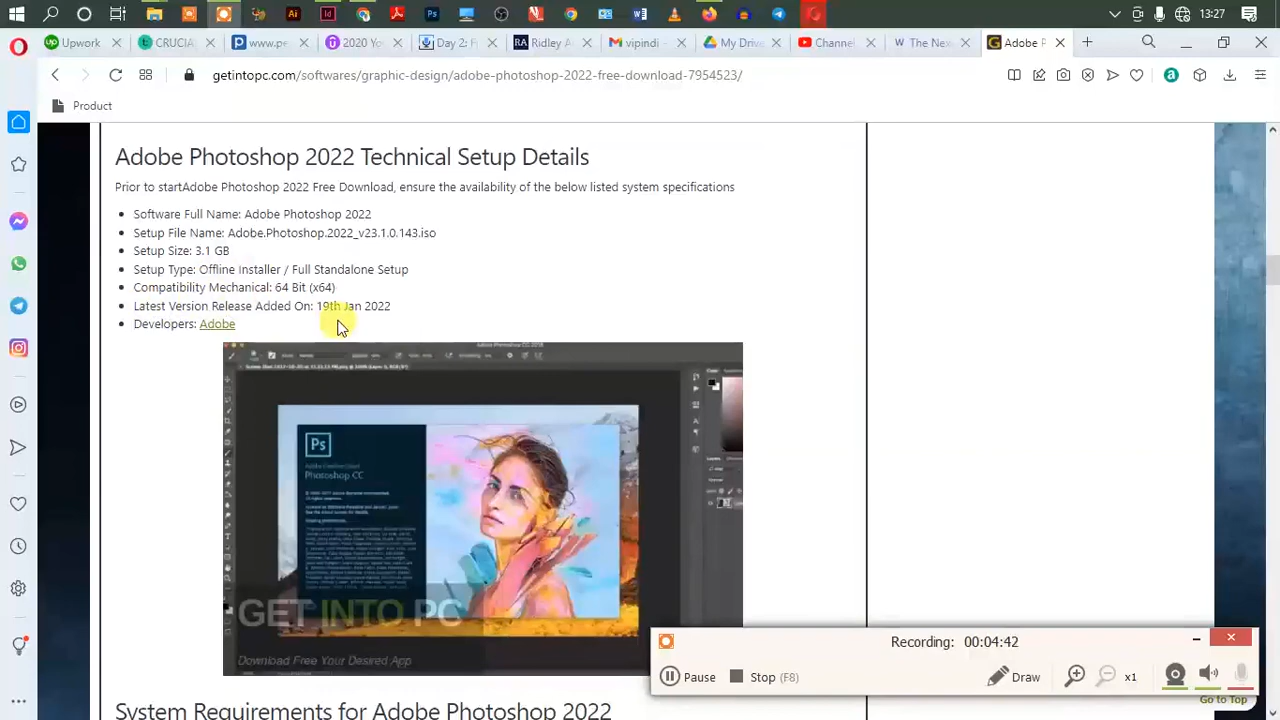 13:27
Upwork
CRUCI
www.p
2020 Yo
Day 2:
Ridley
vipindi -
My Driv
Channel
The Nex
Adobe P
getintopc.com/softwares/graphic-design/adobe-photoshop-2022-free-download-7954523/
Product
Adobe Photoshop 2022 Technical Setup Details
Prior to startAdobe Photoshop 2022 Free Download, ensure the availability of the below listed system specifications
Software Full Name: Adobe Photoshop 2022
Setup File Name: Adobe.Photoshop.2022_v23.1.0.143.iso
Setup Size: 3.1 GB
Setup Type: Offline Installer / Full Standalone Setup
Compatibility Mechanical: 64 Bit (x64)
Latest Version Release Added On: 19th Jan 2022
Developers: Adobe
Ps
Photoshop CC
GET INTO PC
Download Free Your Desired App
Recording: 00:04:42
Pause
Stop (F8)
Draw
x1
Go to Top
System Requirements for Adobe Photoshop 2022